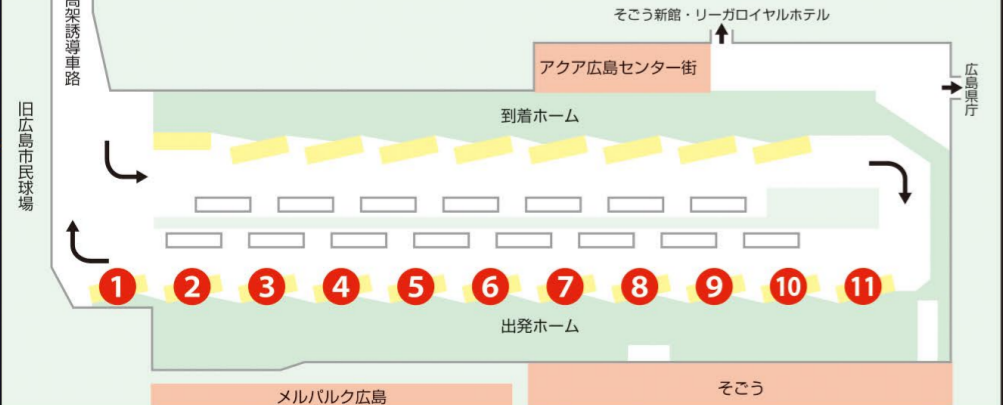 高架誘導車路
そごう新館・リーガロイヤルホテル
アクア広島センター街
広島県庁
旧広島市民球場
到着ホーム
1 2 3 4 5 6 7 8 9 10 11
出発ホーム
メルパルク広島
そごう